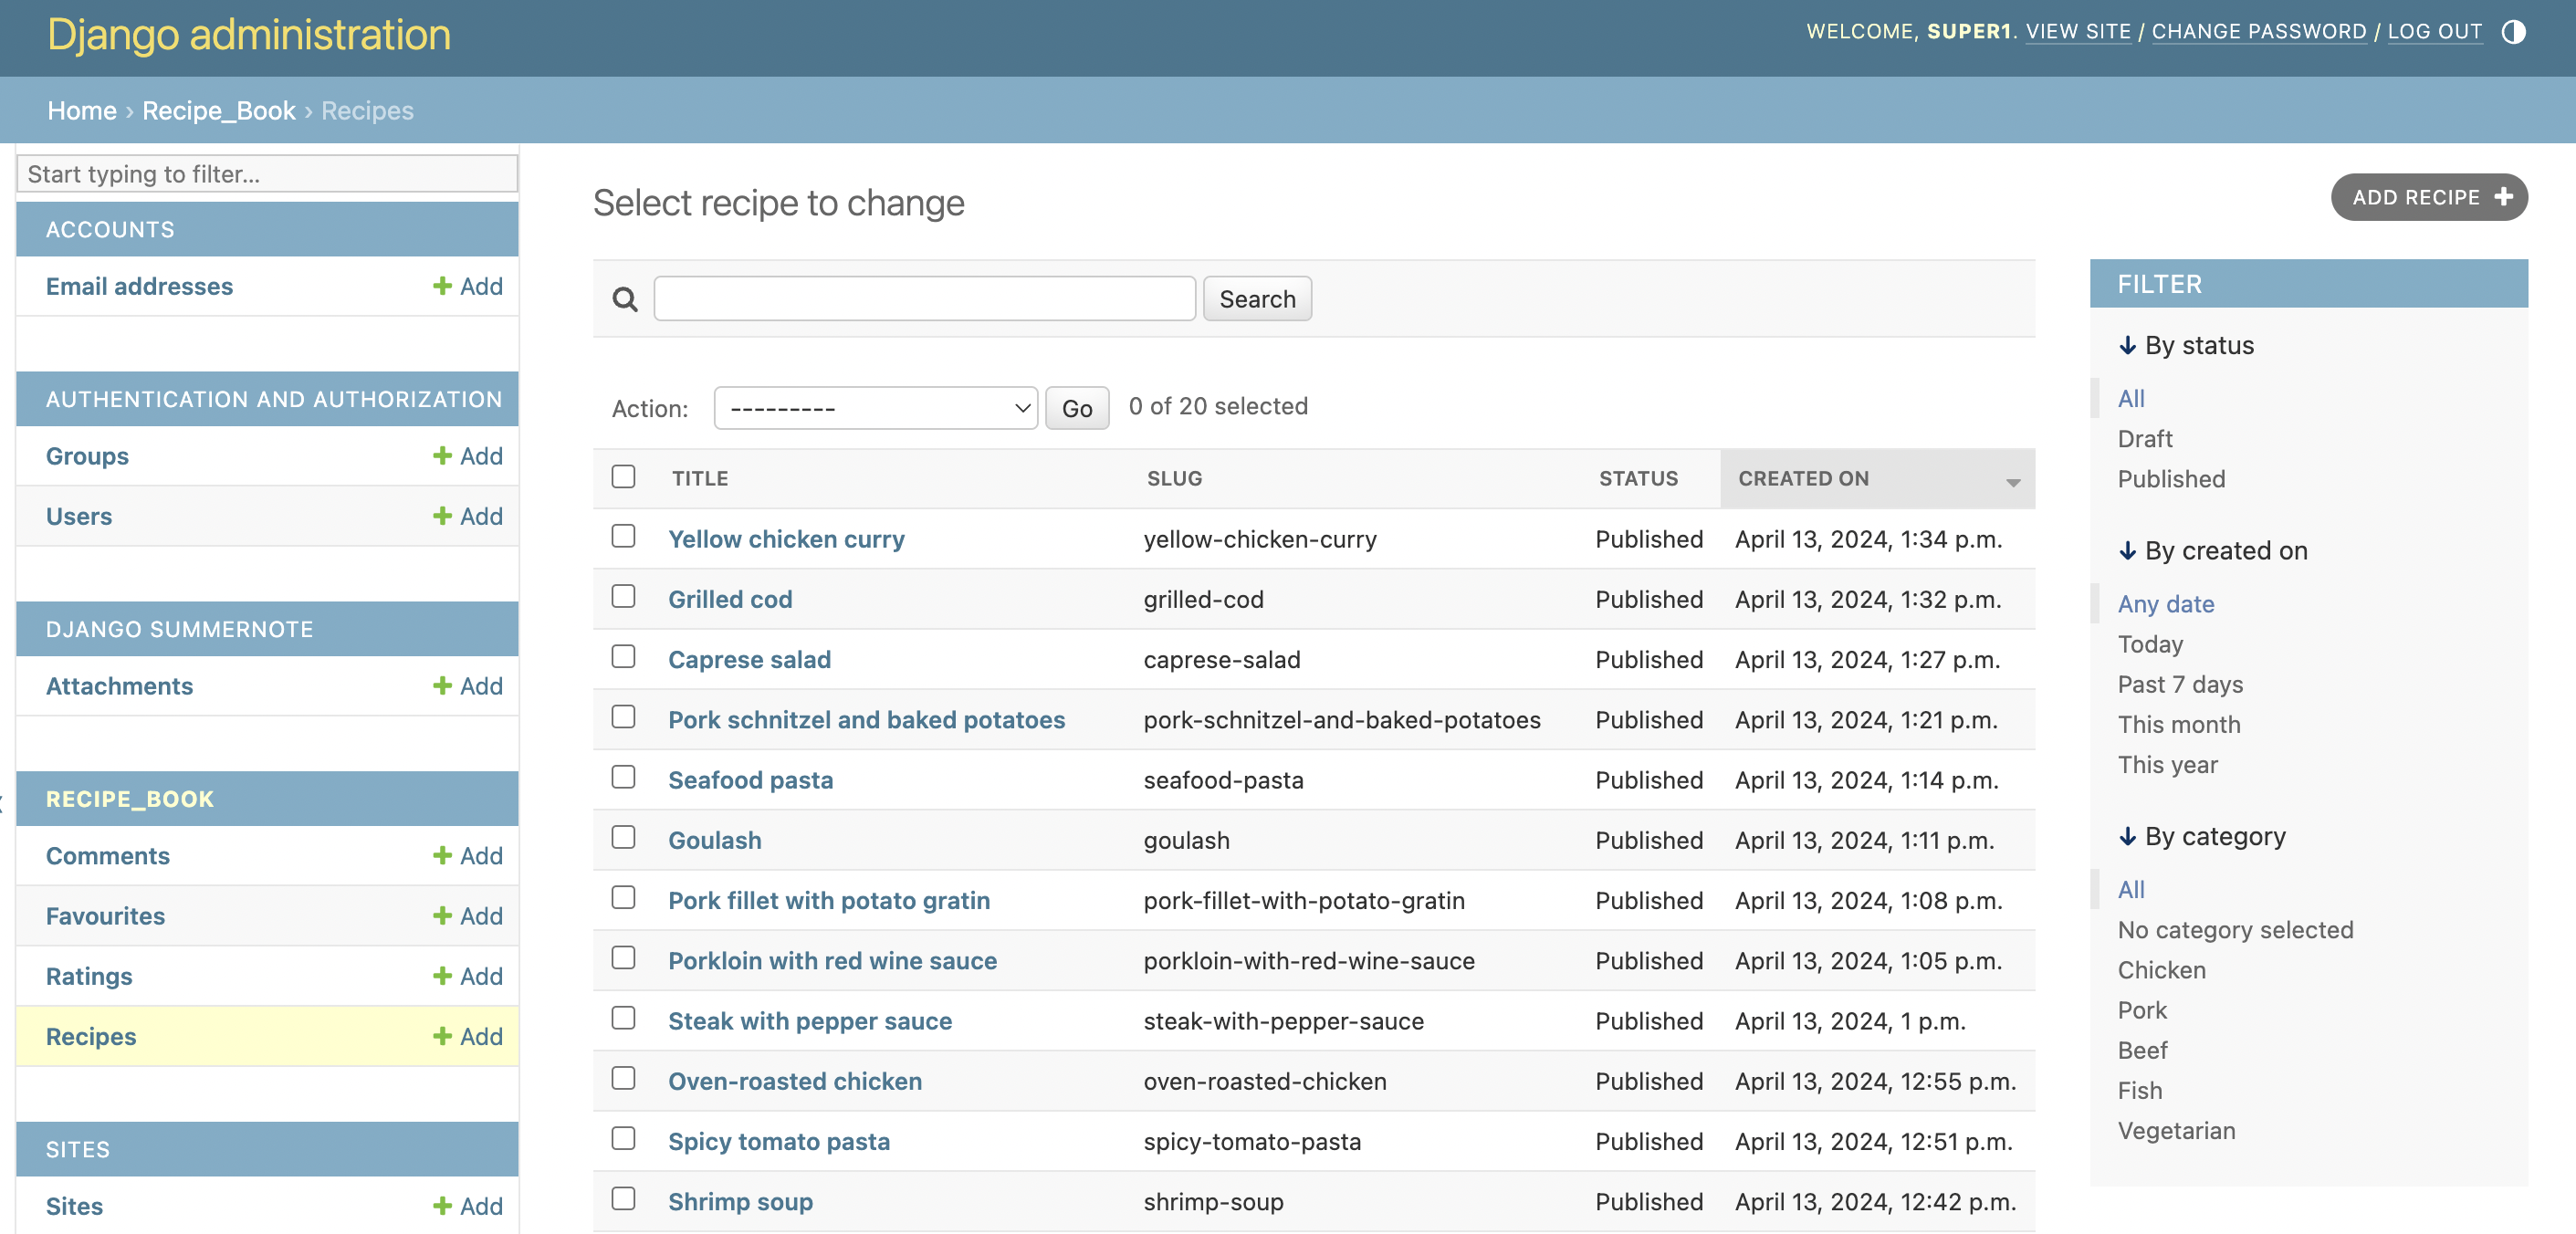 Django administration
WELCOME, SUPER1. VIEW SITE / CHANGE PASSWORD / LOG OUT
Home › Recipe_Book › Recipes
Start typing to filter...
ACCOUNTS
Email addresses + Add
AUTHENTICATION AND AUTHORIZATION
Groups + Add
Users + Add
DJANGO SUMMERNOTE
Attachments + Add
RECIPE_BOOK
Comments + Add
Favourites + Add
Ratings + Add
Recipes + Add
SITES
Sites + Add
Select recipe to change
ADD RECIPE +
Search
Action: --------- Go 0 of 20 selected
TITLE SLUG STATUS CREATED ON
Yellow chicken curry yellow-chicken-curry Published April 13, 2024, 1:34 p.m.
Grilled cod grilled-cod Published April 13, 2024, 1:32 p.m.
Caprese salad caprese-salad Published April 13, 2024, 1:27 p.m.
Pork schnitzel and baked potatoes pork-schnitzel-and-baked-potatoes Published April 13, 2024, 1:21 p.m.
Seafood pasta seafood-pasta Published April 13, 2024, 1:14 p.m.
Goulash goulash Published April 13, 2024, 1:11 p.m.
Pork fillet with potato gratin pork-fillet-with-potato-gratin Published April 13, 2024, 1:08 p.m.
Porkloin with red wine sauce porkloin-with-red-wine-sauce Published April 13, 2024, 1:05 p.m.
Steak with pepper sauce steak-with-pepper-sauce Published April 13, 2024, 1 p.m.
Oven-roasted chicken oven-roasted-chicken Published April 13, 2024, 12:55 p.m.
Spicy tomato pasta spicy-tomato-pasta Published April 13, 2024, 12:51 p.m.
Shrimp soup shrimp-soup Published April 13, 2024, 12:42 p.m.
FILTER
↓ By status
All
Draft
Published
↓ By created on
Any date
Today
Past 7 days
This month
This year
↓ By category
All
No category selected
Chicken
Pork
Beef
Fish
Vegetarian